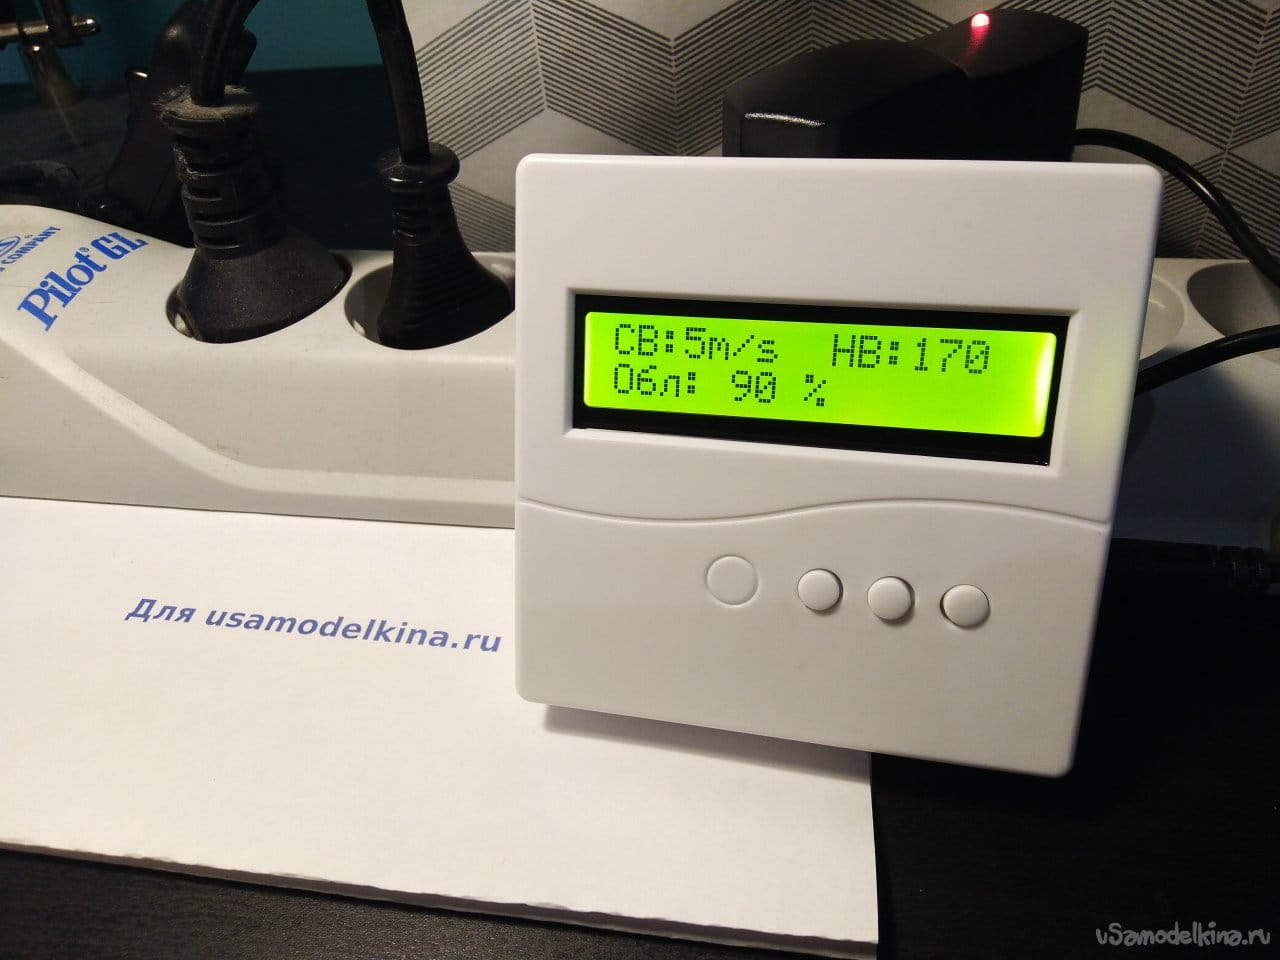 COMPANY
Pilot® GL
СВ:5m/s НВ:170
Обл: 90 %
Для usamodelkina.ru
uSamodelkina.ru